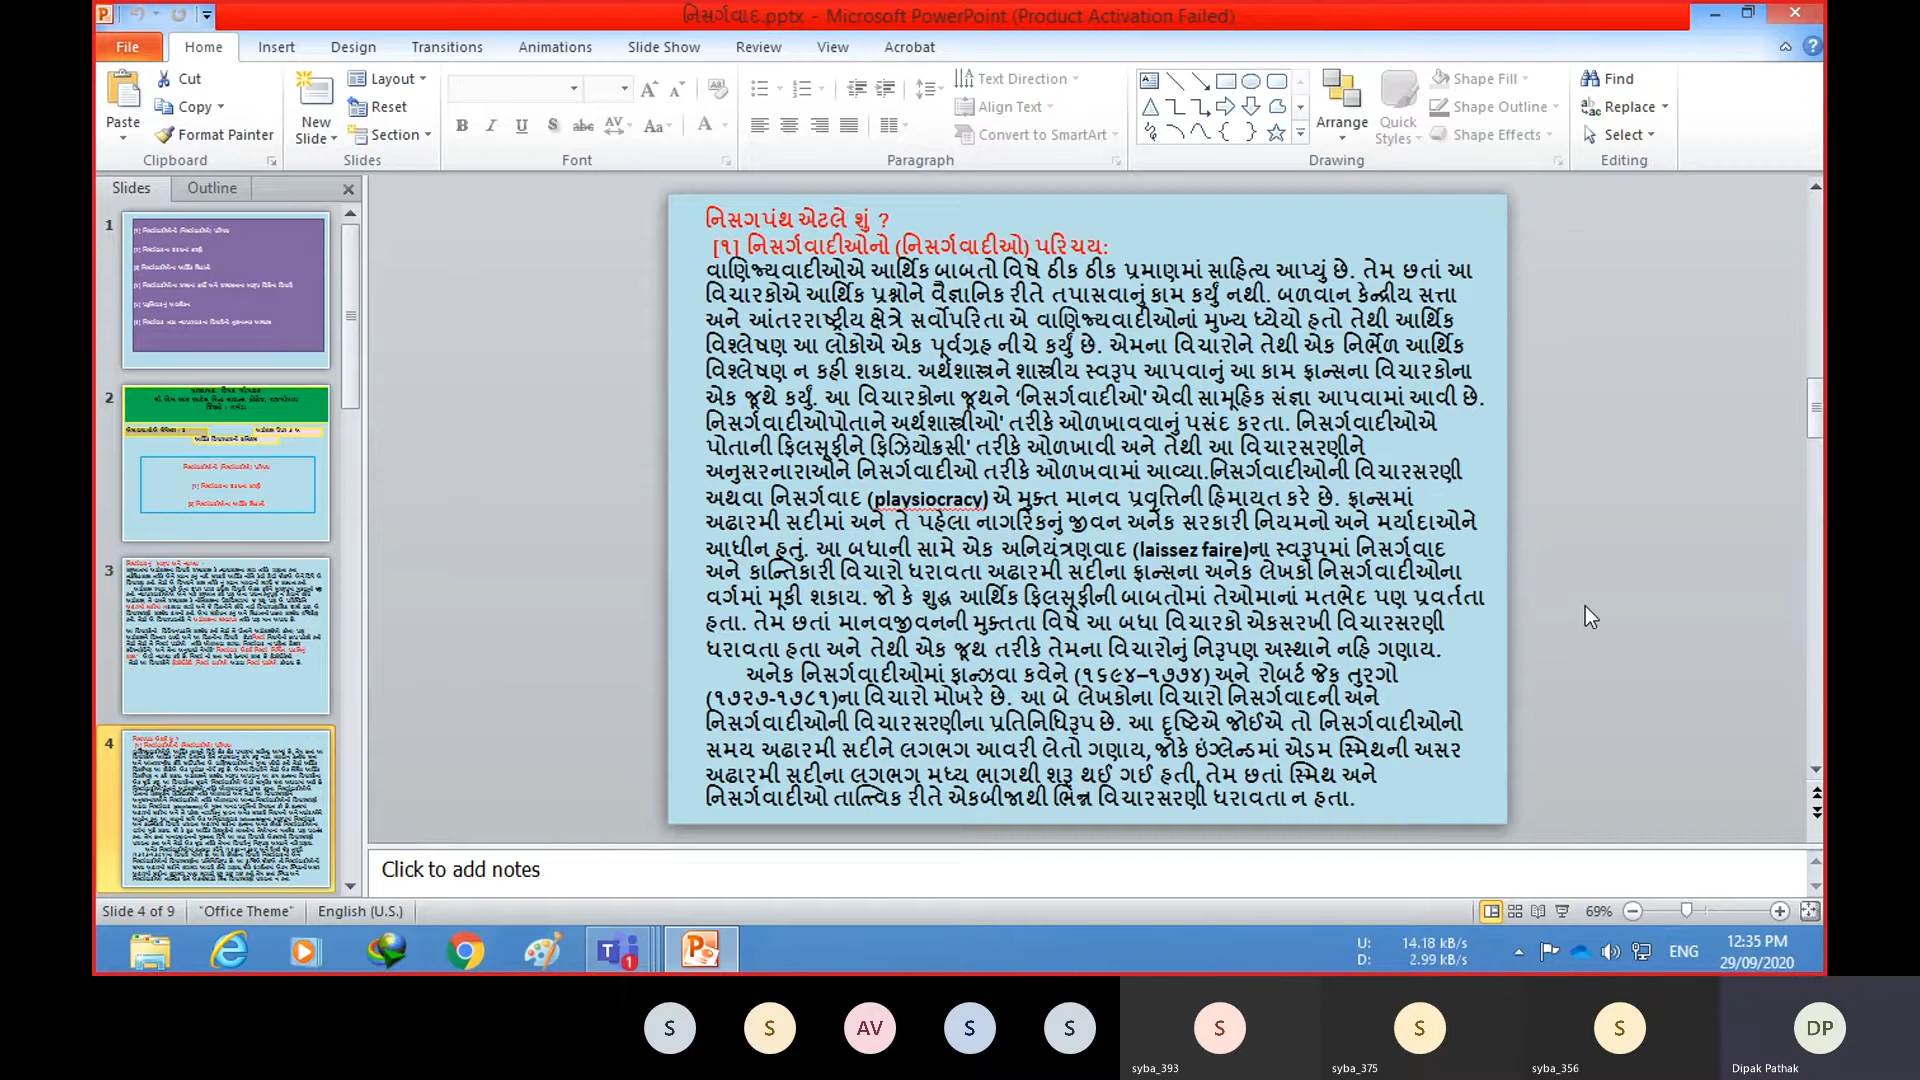 નિસર્ગવાદ.pptx - Microsoft PowerPoint (Product Activation Failed)
File Home Insert Design Transitions Animations Slide Show Review View Acrobat
Cut
Copy
Format Painter
Paste
Clipboard
New
Slide
Layout
Reset
Section
Slides
Font
Text Direction
Align Text
Convert to SmartArt
Paragraph
Arrange
Quick
Styles
Shape Fill
Shape Outline
Shape Effects
Drawing
Find
Replace
Select
Editing
Slides Outline
1
2
3
4
નિસગપંથ એટલે શું ?
[૧] નિસર્ગવાદીઓનો (નિસર્ગવાદીઓ) પરિચય:
વાણિજ્યવાદીઓએ આર્થિક બાબતો વિષે ઠીક ઠીક પ્રમાણમાં સાહિત્ય આપ્યું છે. તેમ છતાં આ
વિચારકોએ આર્થિક પ્રશ્નોને વૈજ્ઞાનિક રીતે તપાસવાનું કામ કર્યું નથી. બળવાન કેન્દ્રીય સત્તા
અને આંતરરાષ્ટ્રીય ક્ષેત્રે સર્વોપરિતા એ વાણિજ્યવાદીઓનાં મુખ્ય ધ્યેયો હતો તેથી આર્થિક
વિશ્લેષણ આ લોકોએ એક પૂર્વગ્રહ નીચે કર્યું છે. એમના વિચારોને તેથી એક નિર્ભેળ આર્થિક
વિશ્લેષણ ન કહી શકાય. અર્થશાસ્ત્રને શાસ્ત્રીય સ્વરૂપ આપવાનું આ કામ ફ્રાન્સના વિચારકોના
એક જૂથે કર્યું. આ વિચારકોના જૂથને ‘નિસર્ગવાદીઓ' એવી સામૂહિક સંજ્ઞા આપવામાં આવી છે.
નિસર્ગવાદીઓપોતાને અર્થશાસ્ત્રીઓ' તરીકે ઓળખાવવાનું પસંદ કરતા. નિસર્ગવાદીઓએ
પોતાની ફિલસૂફીને ફિઝિયોક્રસી' તરીકે ઓળખાવી અને તેથી આ વિચારસરણીને
અનુસરનારાઓને નિસર્ગવાદીઓ તરીકે ઓળખવામાં આવ્યા.નિસર્ગવાદીઓની વિચારસરણી
અથવા નિસર્ગવાદ (playsiocracy) એ મુક્ત માનવ પ્રવૃત્તિની હિમાયત કરે છે. ફ્રાન્સમાં
અઢારમી સદીમાં અને તે પહેલા નાગરિકનું જીવન અનેક સરકારી નિયમનો અને મર્યાદાઓને
આધીન હતું. આ બધાની સામે એક અનિયંત્રણવાદ (laissez faire)ના સ્વરૂપમાં નિસર્ગવાદ
અને કાન્તિકારી વિચારો ધરાવતા અઢારમી સદીના ફ્રાન્સના અનેક લેખકો નિસર્ગવાદીઓના
વર્ગમાં મૂકી શકાય. જો કે શુદ્ધ આર્થિક ફિલસૂફીની બાબતોમાં તેઓમાનાં મતભેદ પણ પ્રવર્તતા
હતા. તેમ છતાં માનવજીવનની મુક્તતા વિષે આ બધા વિચારકો એકસરખી વિચારસરણી
ધરાવતા હતા અને તેથી એક જૂથ તરીકે તેમના વિચારોનું નિરૂપણ અસ્થાને નહિ ગણાય.
અનેક નિસર્ગવાદીઓમાં ફ્રાન્ઝવા કવેને (૧૬૯૪–૧૭૭૪) અને રોબર્ટ જેક તુરગો
(૧૭૨૭-૧૭૮૧)ના વિચારો મોખરે છે. આ બે લેખકોના વિચારો નિસર્ગવાદની અને
નિસર્ગવાદીઓની વિચારસરણીના પ્રતિનિધિરૂપ છે. આ દૃષ્ટિએ જોઈએ તો નિસર્ગવાદીઓનો
સમય અઢારમી સદીને લગભગ આવરી લેતો ગણાય, જોકે ઇંગ્લેન્ડમાં એડમ સ્મિથની અસર
અઢારમી સદીના લગભગ મધ્ય ભાગથી શરૂ થઈ ગઈ હતી, તેમ છતાં સ્મિથ અને
નિસર્ગવાદીઓ તાત્ત્વિક રીતે એકબીજાથી ભિન્ન વિચારસરણી ધરાવતા ન હતા.
Click to add notes
Slide 4 of 9 "Office Theme" English (U.S.) 69%
U: 14.18 kB/s
D: 2.99 kB/s
ENG
12:35 PM
29/09/2020
S S AV S S S S S DP
syba_393 syba_375 syba_356 Dipak Pathak